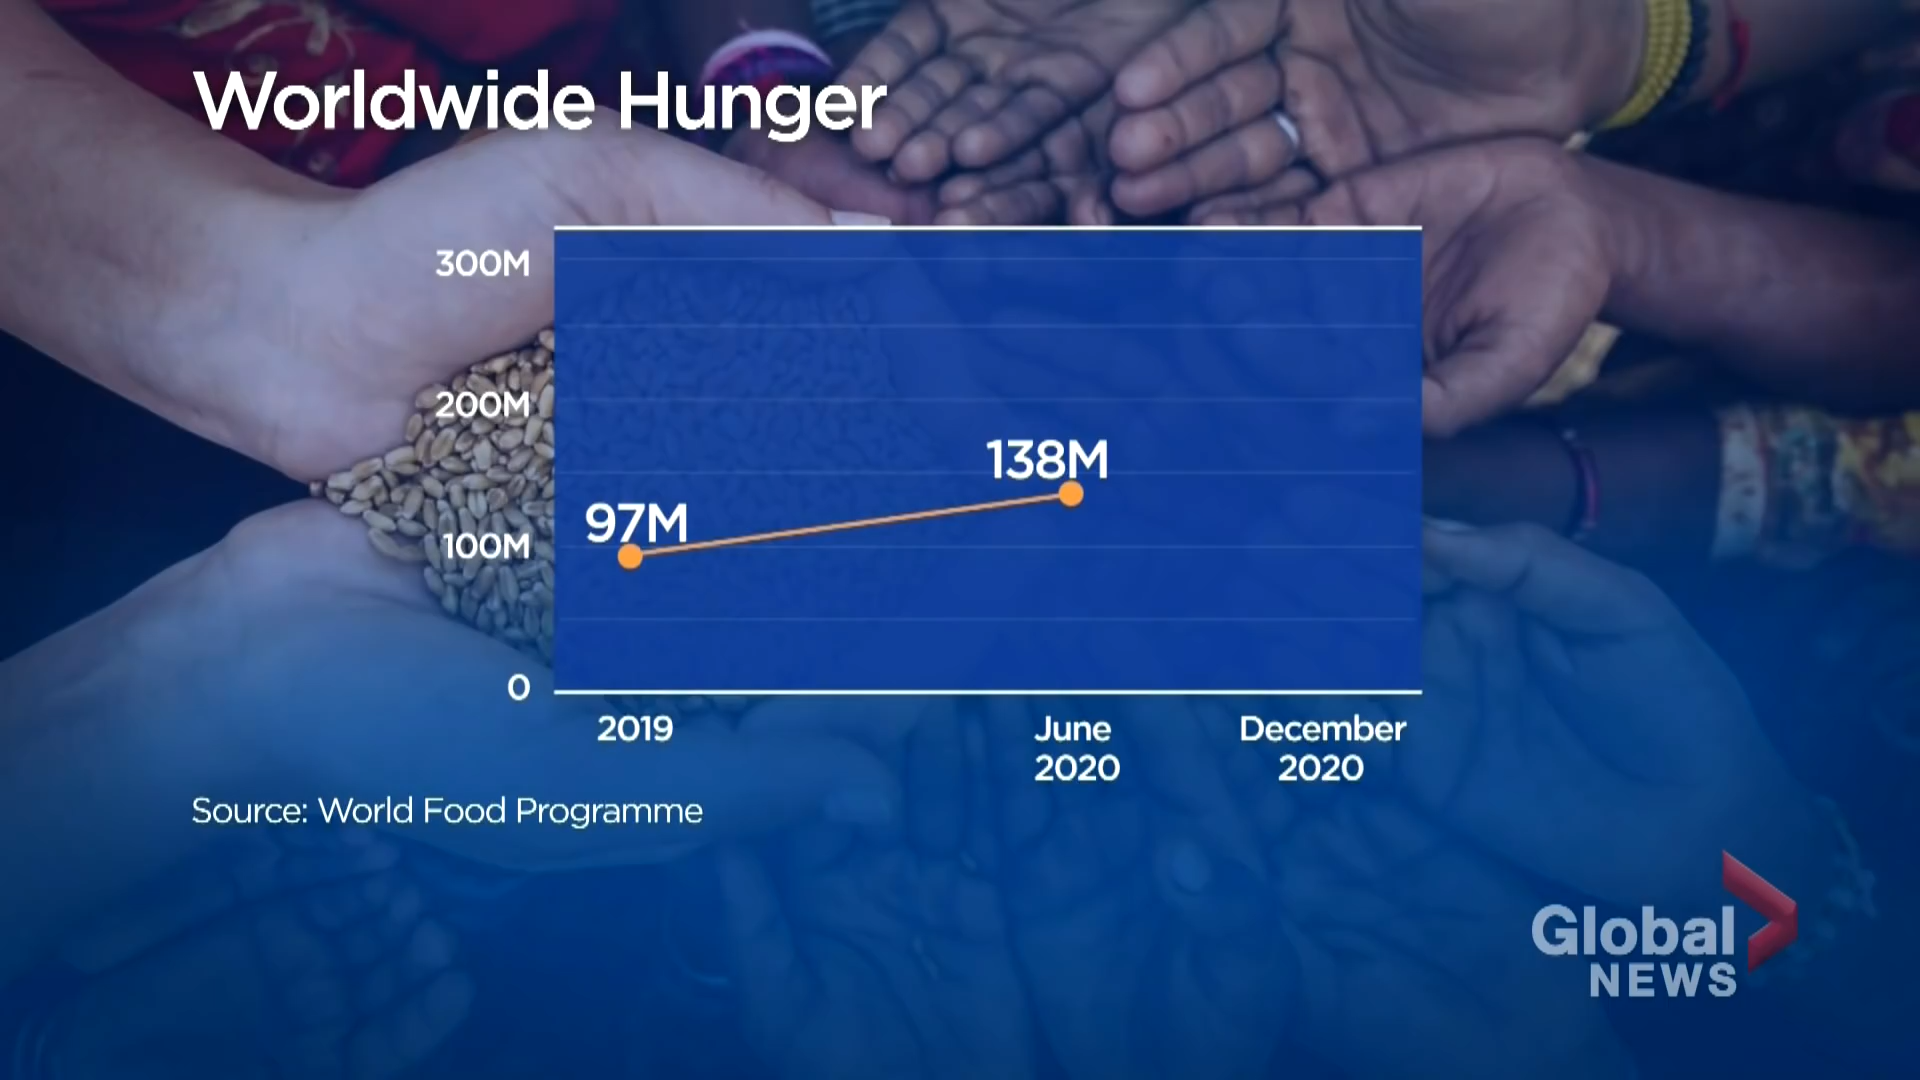 Worldwide Hunger
300M
200M
100M
0
97M
138M
2019
June
2020
December
2020
Source: World Food Programme
Global
NEWS